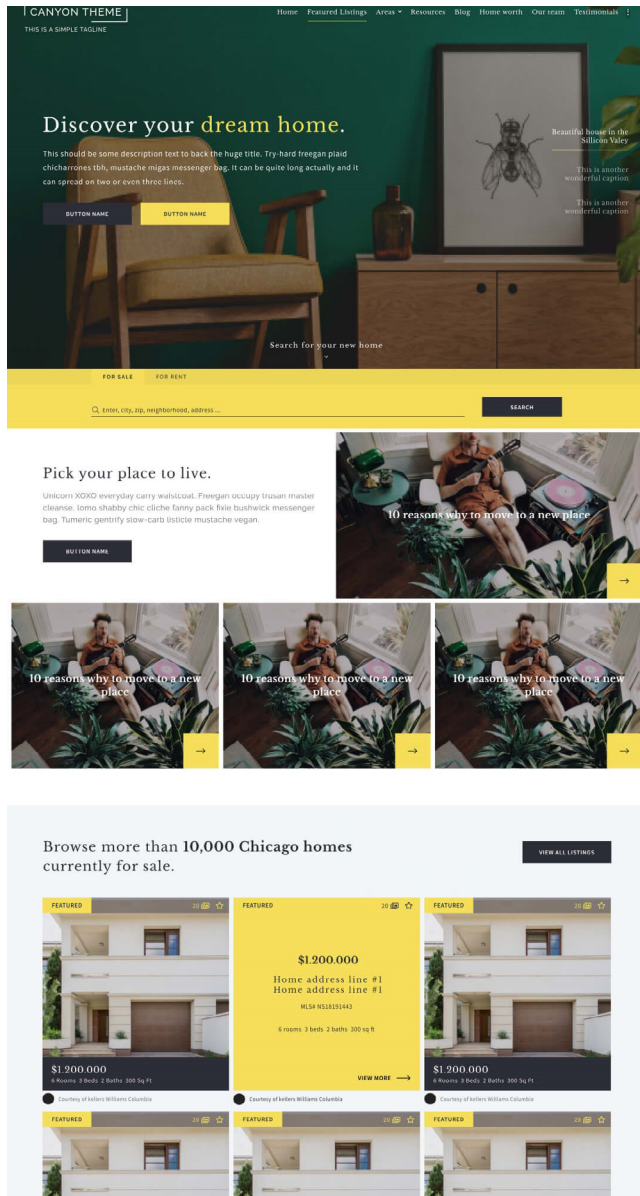 CANYON THEME
THIS IS A SIMPLE TAGLINE
Home Featured Listings Areas Resources Blog Home worth Our team Testimonials
Discover your dream home.
This should be some description text to back the huge title. Try-hard freegan plaid
chicharrones tbh, mustache migas messenger bag. It can be quite long actually and it
can spread on two or even three lines.
BUTTON NAME BUTTON NAME
Beautiful house in the
Sillicon Valey
This is another
wonderful caption
This is another
wonderful caption
Search for your new home
FOR SALE FOR RENT
Enter, city, zip, neighborhood, address ...
SEARCH
Pick your place to live.
Unicorn XOXO everyday carry waistcoat. Freegan occupy trusan master
cleanse, lomo shabby chic cliche fanny pack fixie bushwick messenger
bag. Tumeric gentrify slow-carb listicle mustache vegan.
BUTTON NAME
10 reasons why to move to a new place
10 reasons why to move to a new
place
10 reasons why to move to a new
place
10 reasons why to move to a new
place
Browse more than 10,000 Chicago homes
currently for sale.
VIEW ALL LISTINGS
FEATURED 20
$1.200.000
6 Rooms 3 Beds 2 Baths 300 Sq Ft
Courtesy of kellers Williams Columbia
FEATURED 20
$1.200.000
Home address line #1
Home address line #1
MLS# NS18191443
6 rooms 3 beds 2 baths 300 sq ft
VIEW MORE
Courtesy of kellers Williams Columbia
FEATURED 20
$1.200.000
6 Rooms 3 Beds 2 Baths 300 Sq Ft
Courtesy of kellers Williams Columbia
FEATURED 20
FEATURED 20
FEATURED 20